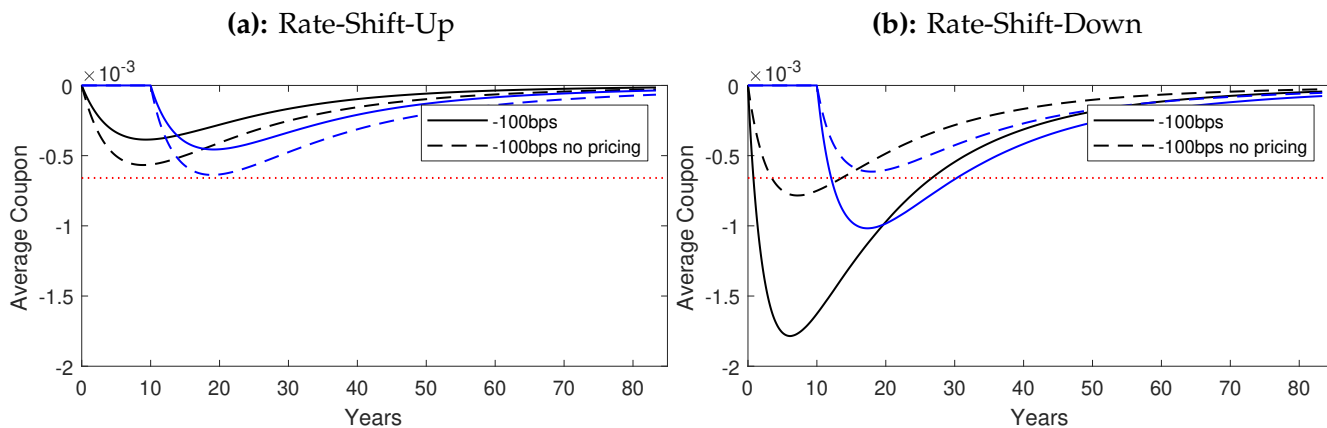 (a): Rate-Shift-Up
×10⁻³
0
-0.5
-1
-1.5
-2
Average Coupon
-100bps
-100bps no pricing
0 10 20 30 40 50 60 70 80
Years
(b): Rate-Shift-Down
×10⁻³
0
-0.5
-1
-1.5
-2
Average Coupon
-100bps
-100bps no pricing
0 10 20 30 40 50 60 70 80
Years